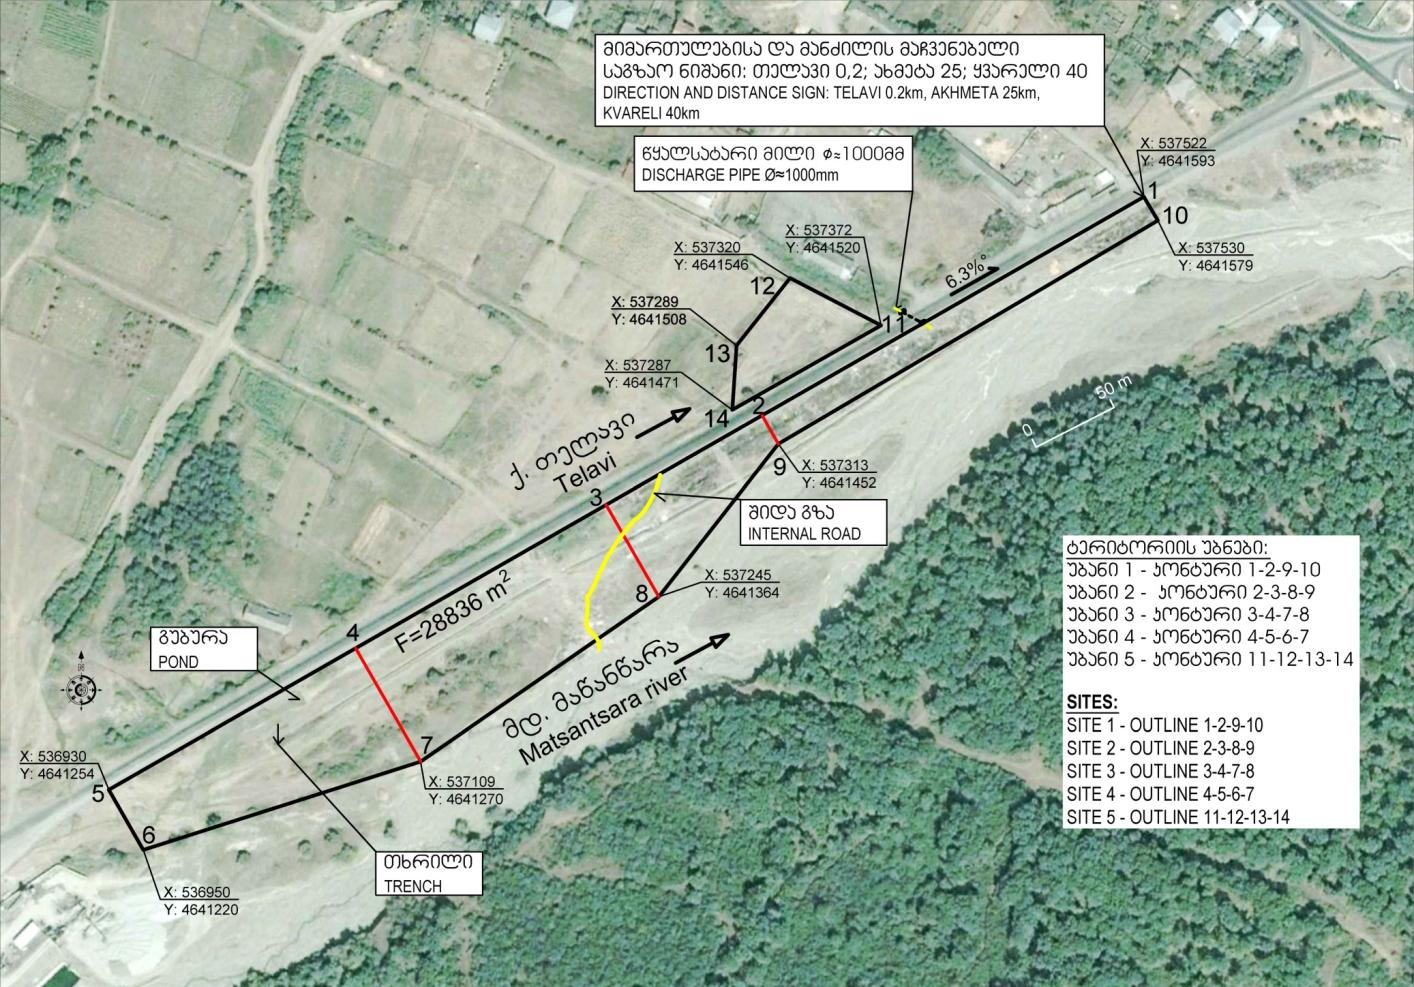 მიმართულებისა და მანძილის მაჩვენებელი
საგზაო ნიშანი: თელავი 0,2; ახმეტა 25; ყვარელი 40
DIRECTION AND DISTANCE SIGN: TELAVI 0.2km, AKHMETA 25km,
KVARELI 40km
წყალსატარი მილი ⌀≈1000მმ
DISCHARGE PIPE Ø≈1000mm
X: 537522
Y: 4641593
1
10
X: 537530
Y: 4641579
X: 537372
Y: 4641520
X: 537320
Y: 4641546
12
11
6.3%°
X: 537289
Y: 4641508
13
X: 537287
Y: 4641471
14
2
50 m
0
ქ. თელავი
Telavi
9
X: 537313
Y: 4641452
3
შიდა გზა
INTERNAL ROAD
8
X: 537245
Y: 4641364
F=28836 m²
4
გუბურა
POND
N
მდ. მაწანწარა
Matsantsara river
7
X: 537109
Y: 4641270
X: 536930
Y: 4641254
5
6
X: 536950
Y: 4641220
თხრილი
TRENCH
ტერიტორიის უბნები:
უბანი 1 - კონტური 1-2-9-10
უბანი 2 - კონტური 2-3-8-9
უბანი 3 - კონტური 3-4-7-8
უბანი 4 - კონტური 4-5-6-7
უბანი 5 - კონტური 11-12-13-14
SITES:
SITE 1 - OUTLINE 1-2-9-10
SITE 2 - OUTLINE 2-3-8-9
SITE 3 - OUTLINE 3-4-7-8
SITE 4 - OUTLINE 4-5-6-7
SITE 5 - OUTLINE 11-12-13-14